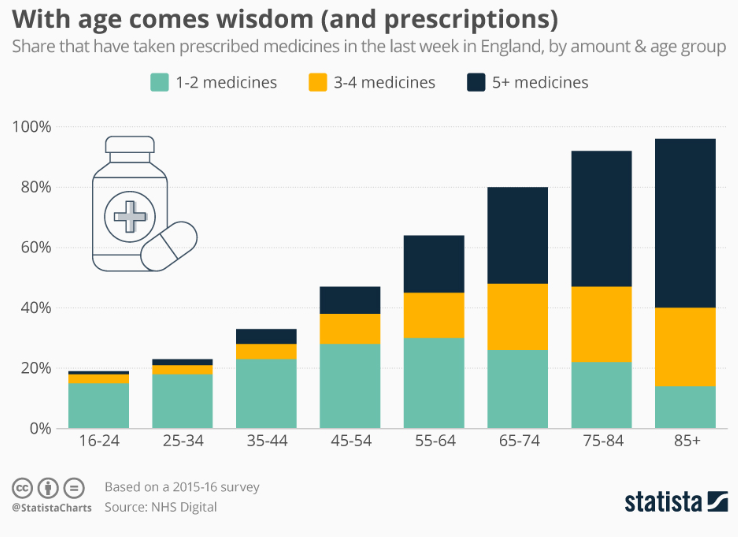 With age comes wisdom (and prescriptions)
Share that have taken prescribed medicines in the last week in England, by amount & age group
1-2 medicines 3-4 medicines 5+ medicines
100%
80%
60%
40%
20%
0%
16-24 25-34 35-44 45-54 55-64 65-74 75-84 85+
cc
Based on a 2015-16 survey
@StatistaCharts Source: NHS Digital
statista